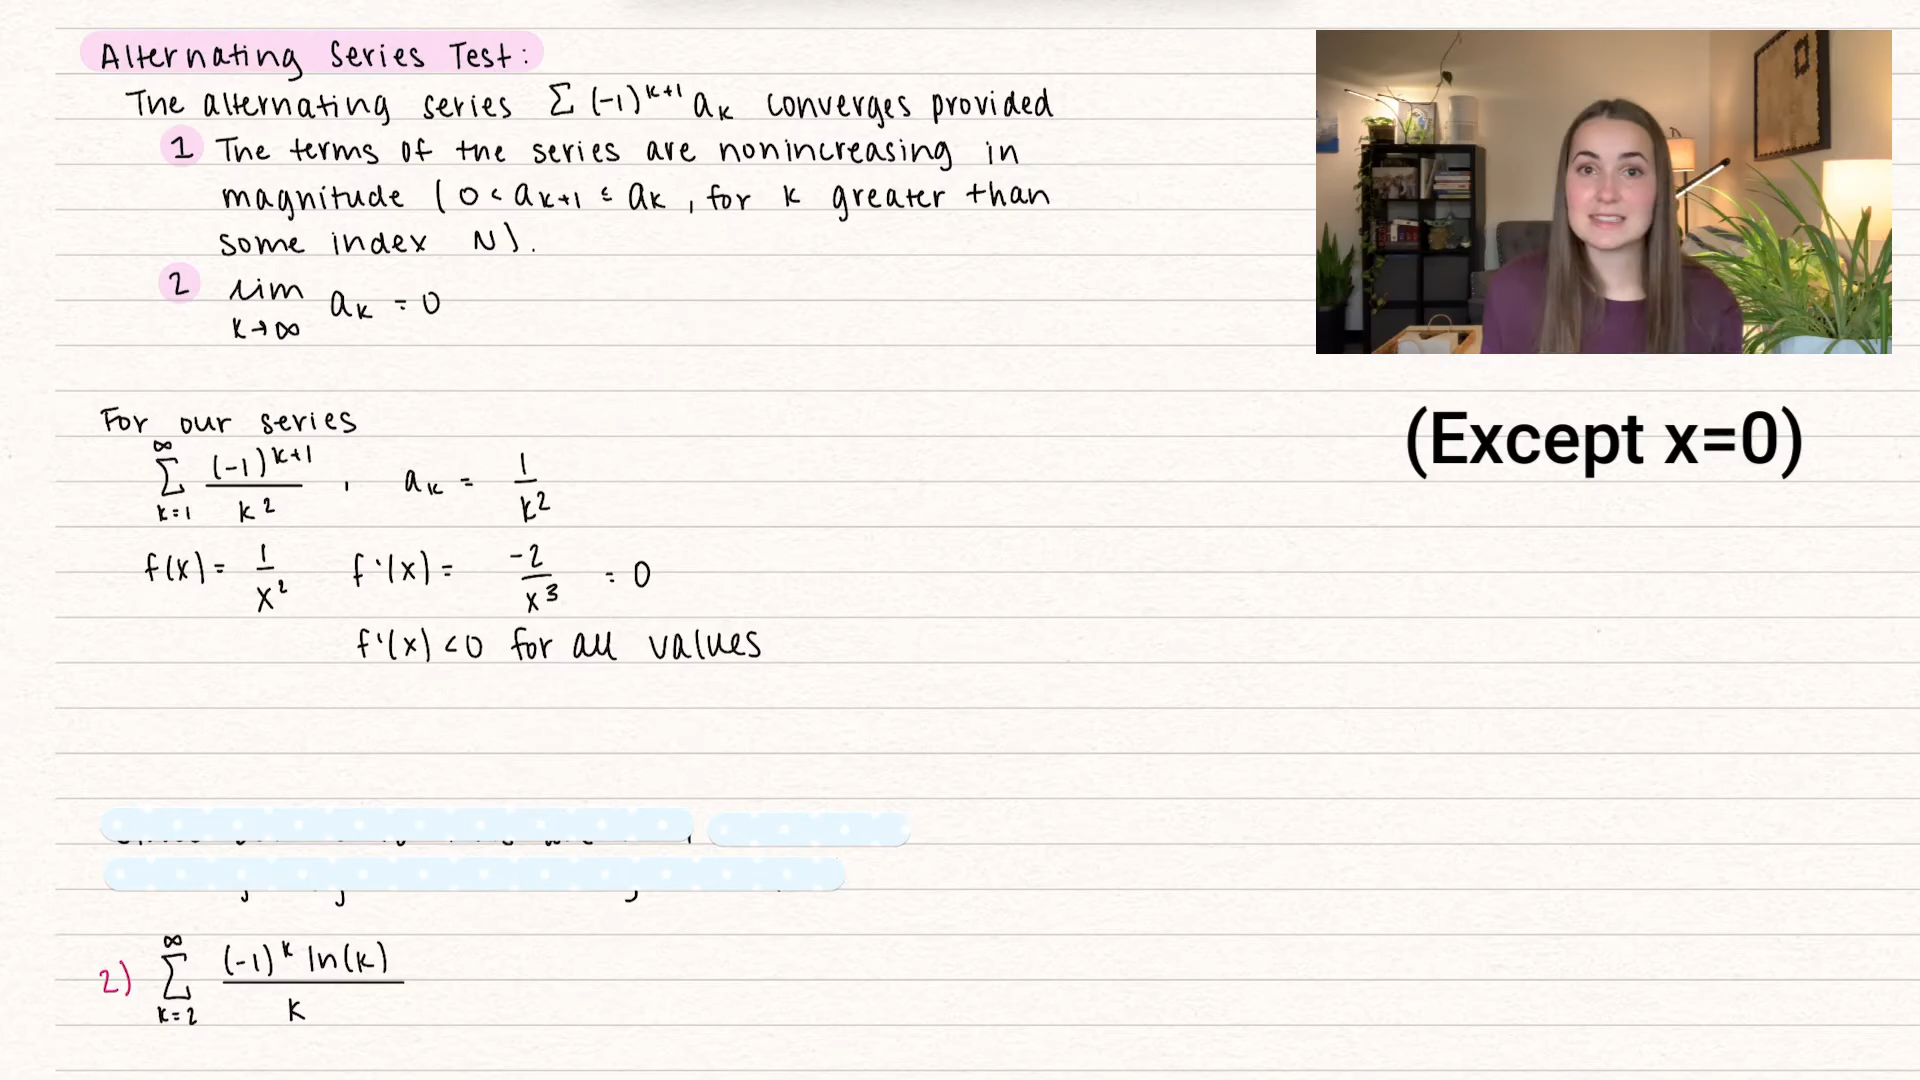 Alternating Series Test:
The alternating series Σ (-1)^(k+1) a_k converges provided
1 The terms of the series are nonincreasing in
magnitude (0 < a_(k+1) ≤ a_k, for k greater than
some index N).
2 lim_(k→∞) a_k = 0
(Except x=0)
For our series
∞ Σ k=1 (-1)^(k+1) / k², a_k = 1/k²
f(x) = 1/x² f'(x) = -2/x³ = 0
f'(x) < 0 for all values
2) ∞ Σ k=2 (-1)^k ln(k) / k